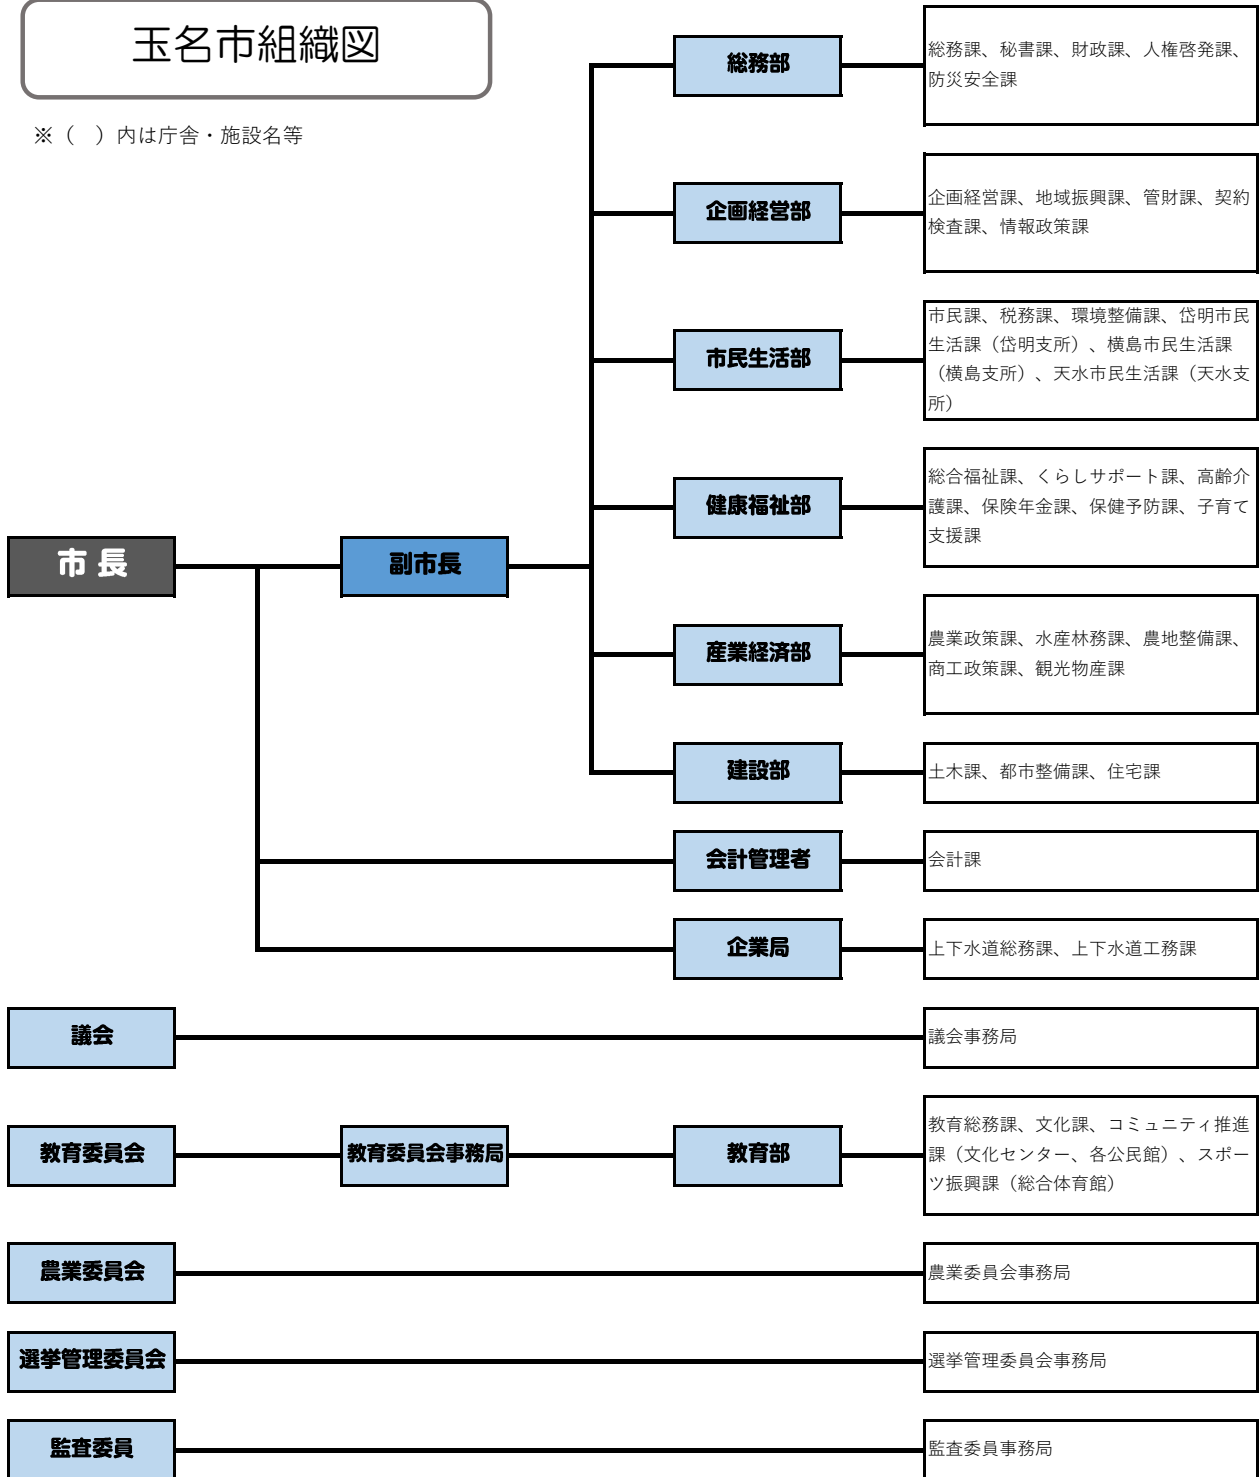 玉名市組織図
※（　）内は庁舎・施設名等
総務部
総務課、秘書課、財政課、人権啓発課、
防災安全課
企画経営部
企画経営課、地域振興課、管財課、契約
検査課、情報政策課
市民生活部
市民課、税務課、環境整備課、岱明市民
生活課（岱明支所）、横島市民生活課
（横島支所）、天水市民生活課（天水支
所）
健康福祉部
総合福祉課、くらしサポート課、高齢介
護課、保険年金課、保健予防課、子育て
支援課
市 長
副市長
産業経済部
農業政策課、水産林務課、農地整備課、
商工政策課、観光物産課
建設部
土木課、都市整備課、住宅課
会計管理者
会計課
企業局
上下水道総務課、上下水道工務課
議会
議会事務局
教育委員会
教育委員会事務局
教育部
教育総務課、文化課、コミュニティ推進
課（文化センター、各公民館）、スポー
ツ振興課（総合体育館）
農業委員会
農業委員会事務局
選挙管理委員会
選挙管理委員会事務局
監査委員
監査委員事務局